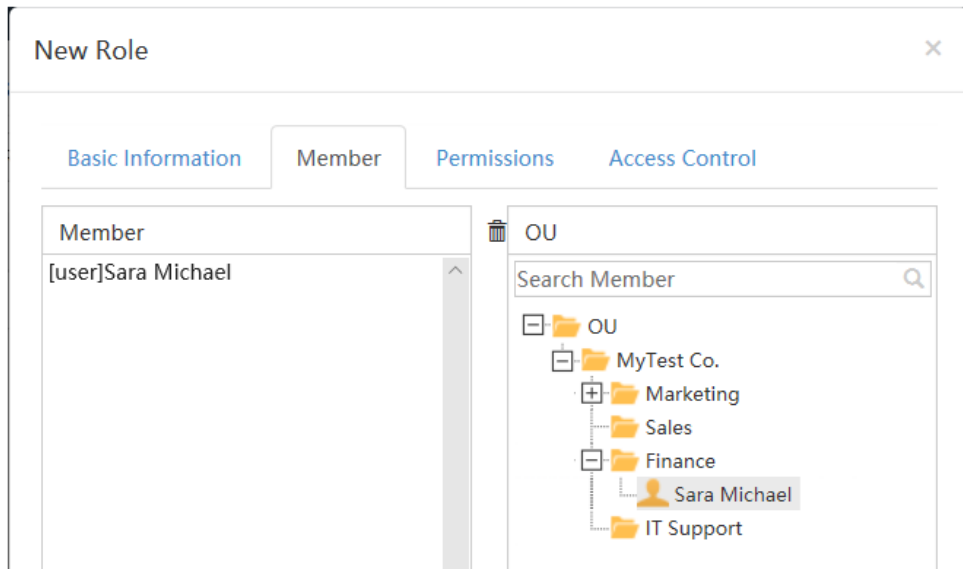 New Role
Basic Information Member Permissions Access Control
Member
[user]Sara Michael
OU
Search Member
OU
MyTest Co.
Marketing
Sales
Finance
Sara Michael
IT Support